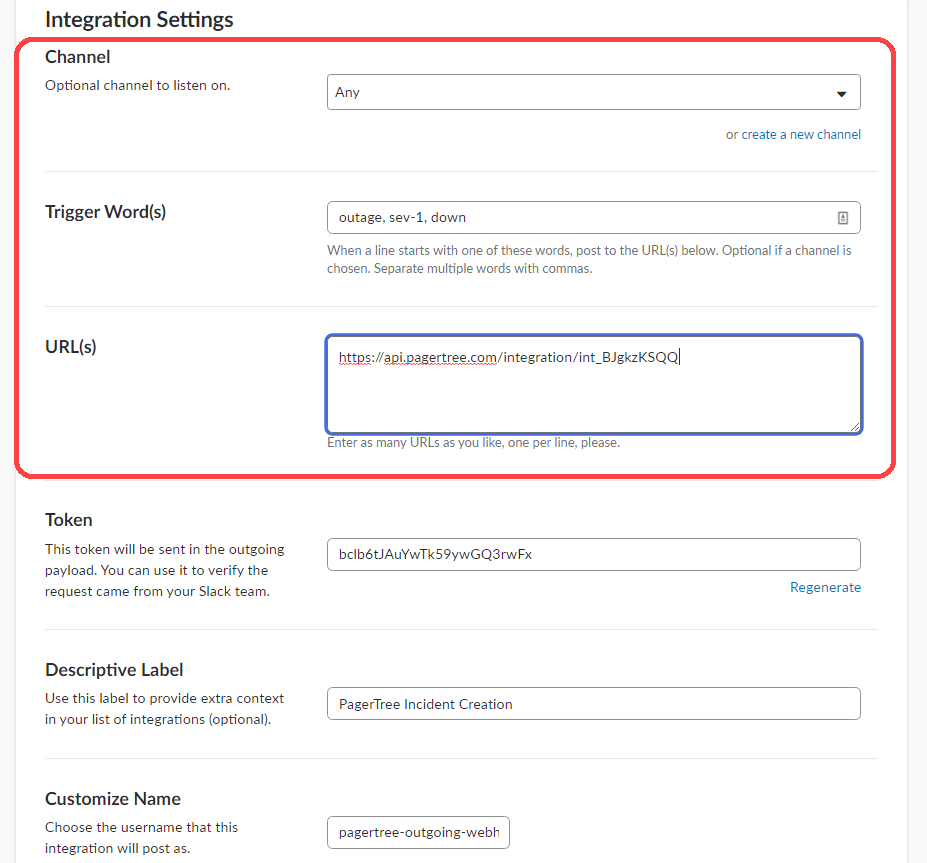 Integration Settings
Channel
Optional channel to listen on.
Any
or create a new channel
Trigger Word(s)
outage, sev-1, down
When a line starts with one of these words, post to the URL(s) below. Optional if a channel is
chosen. Separate multiple words with commas.
URL(s)
https://api.pagertree.com/integration/int_BJgkzKSQQ
Enter as many URLs as you like, one per line, please.
Token
This token will be sent in the outgoing
payload. You can use it to verify the
request came from your Slack team.
bclb6tJAuYwTk59ywGQ3rwFx
Regenerate
Descriptive Label
Use this label to provide extra context
in your list of integrations (optional).
PagerTree Incident Creation
Customize Name
Choose the username that this
integration will post as.
pagertree-outgoing-webh